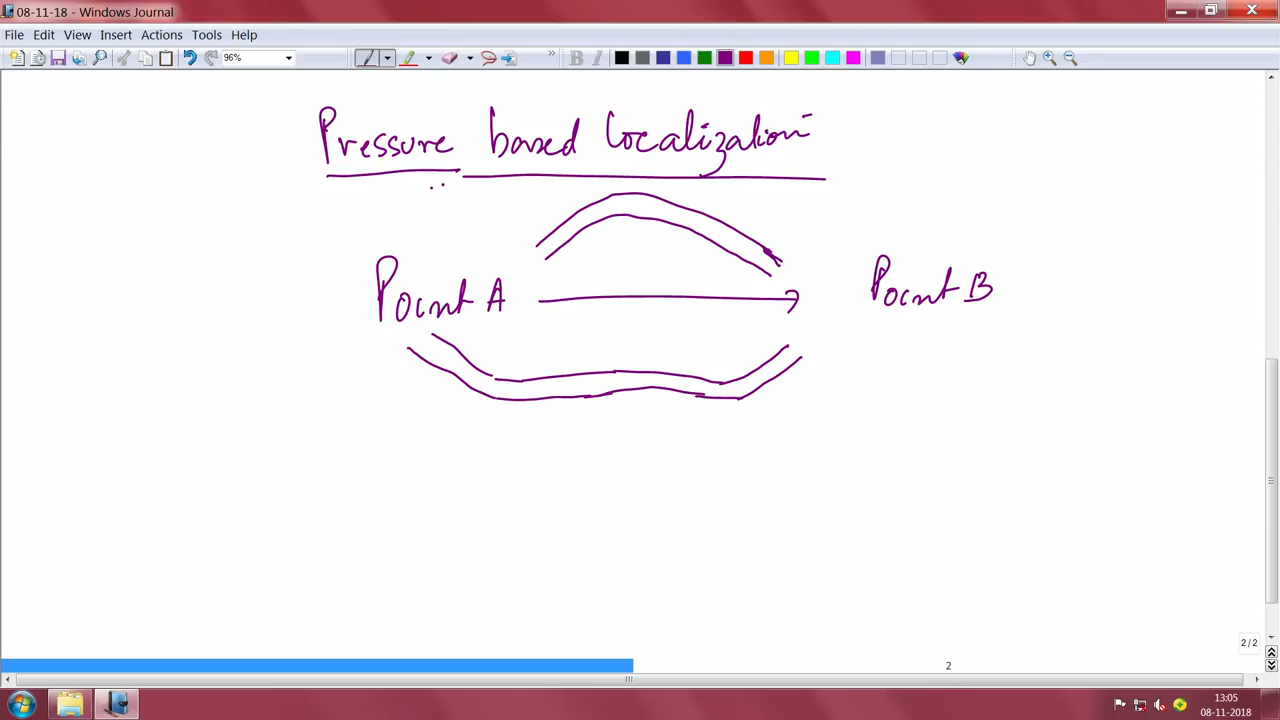 08-11-18 - Windows Journal
File Edit View Insert Actions Tools Help
96%
Pressure based localization
Point A
Point B
2/2
2
13:05
08-11-2018